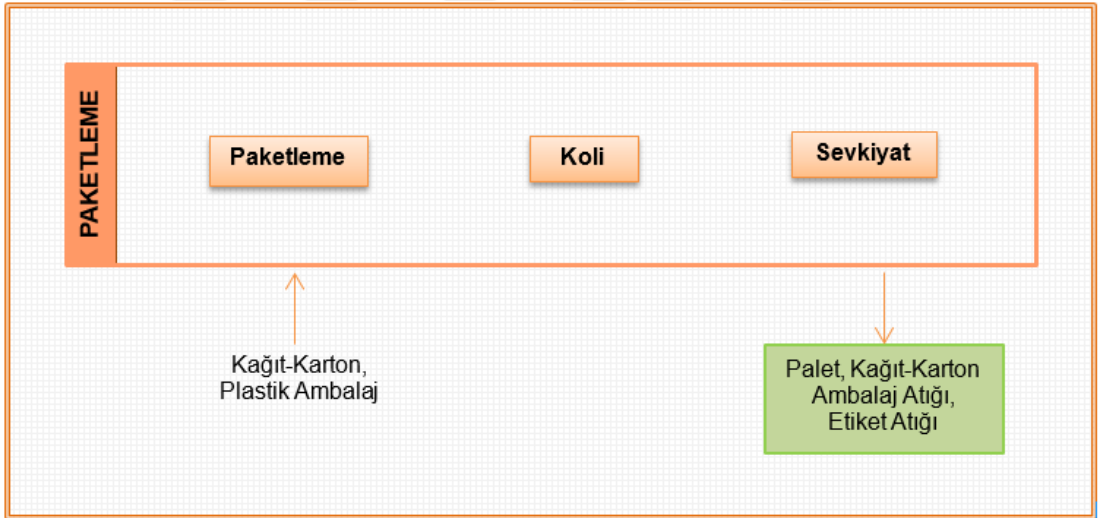 PAKETLEME
Paketleme
Koli
Sevkiyat
Kağıt-Karton,
Plastik Ambalaj
Palet, Kağıt-Karton
Ambalaj Atığı,
Etiket Atığı